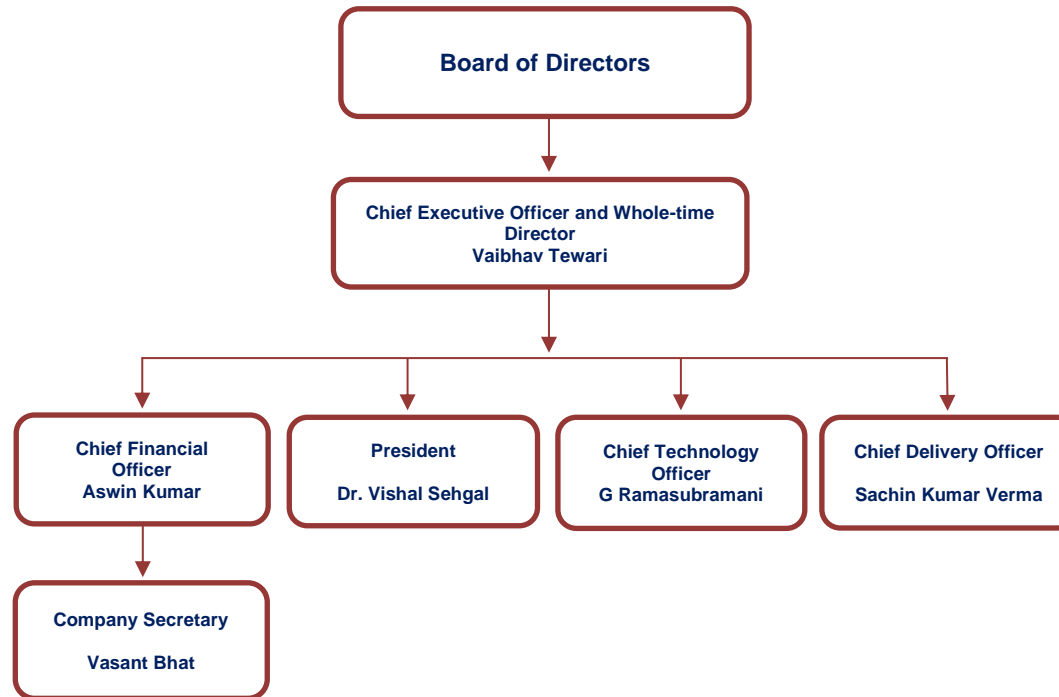 Board of Directors
Chief Executive Officer and Whole-time
Director
Vaibhav Tewari
Chief Financial
Officer
Aswin Kumar
President
Dr. Vishal Sehgal
Chief Technology
Officer
G Ramasubramani
Chief Delivery Officer
Sachin Kumar Verma
Company Secretary
Vasant Bhat